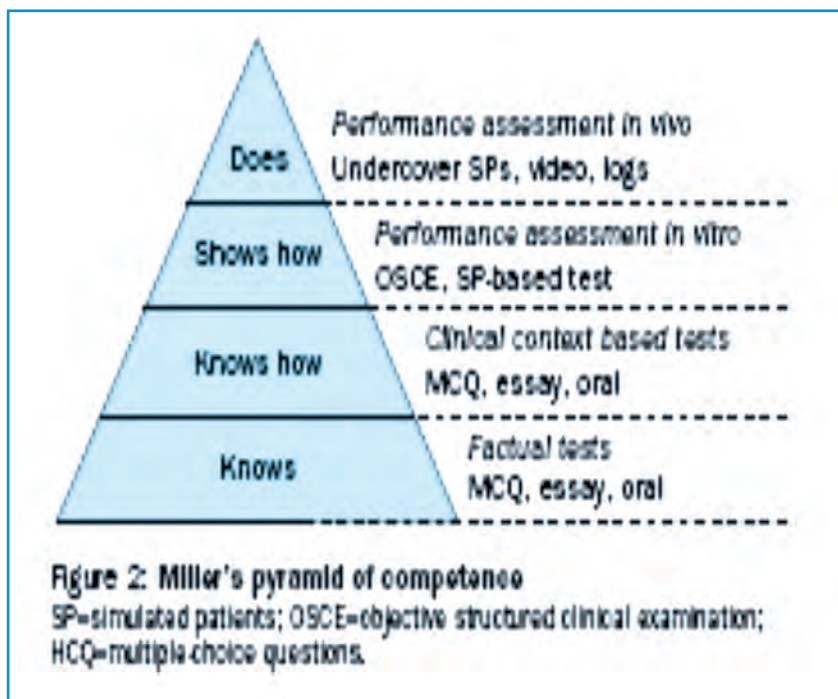 Does
Performance assessment in vivo
Undercover SPs, video, logs
Shows how
Performance assessment in vitro
OSCE, SP-based test
Knows how
Clinical context based tests
MCQ, essay, oral
Knows
Factual tests
MCQ, essay, oral
Figure 2: Miller's pyramid of competence
SP=simulated patients; OSCE=objective structured clinical examination;
HCQ=multiple-choice questions.